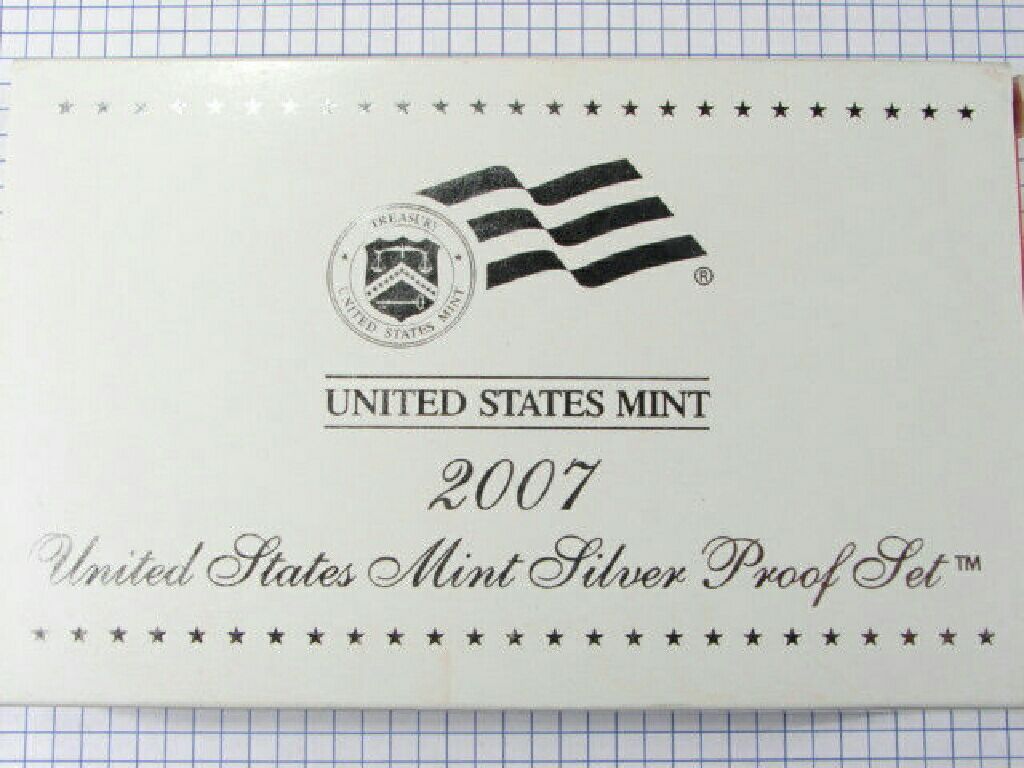 TREASURY
UNITED STATES MINT
®
UNITED STATES MINT
2007
United States Mint Silver Proof Set™